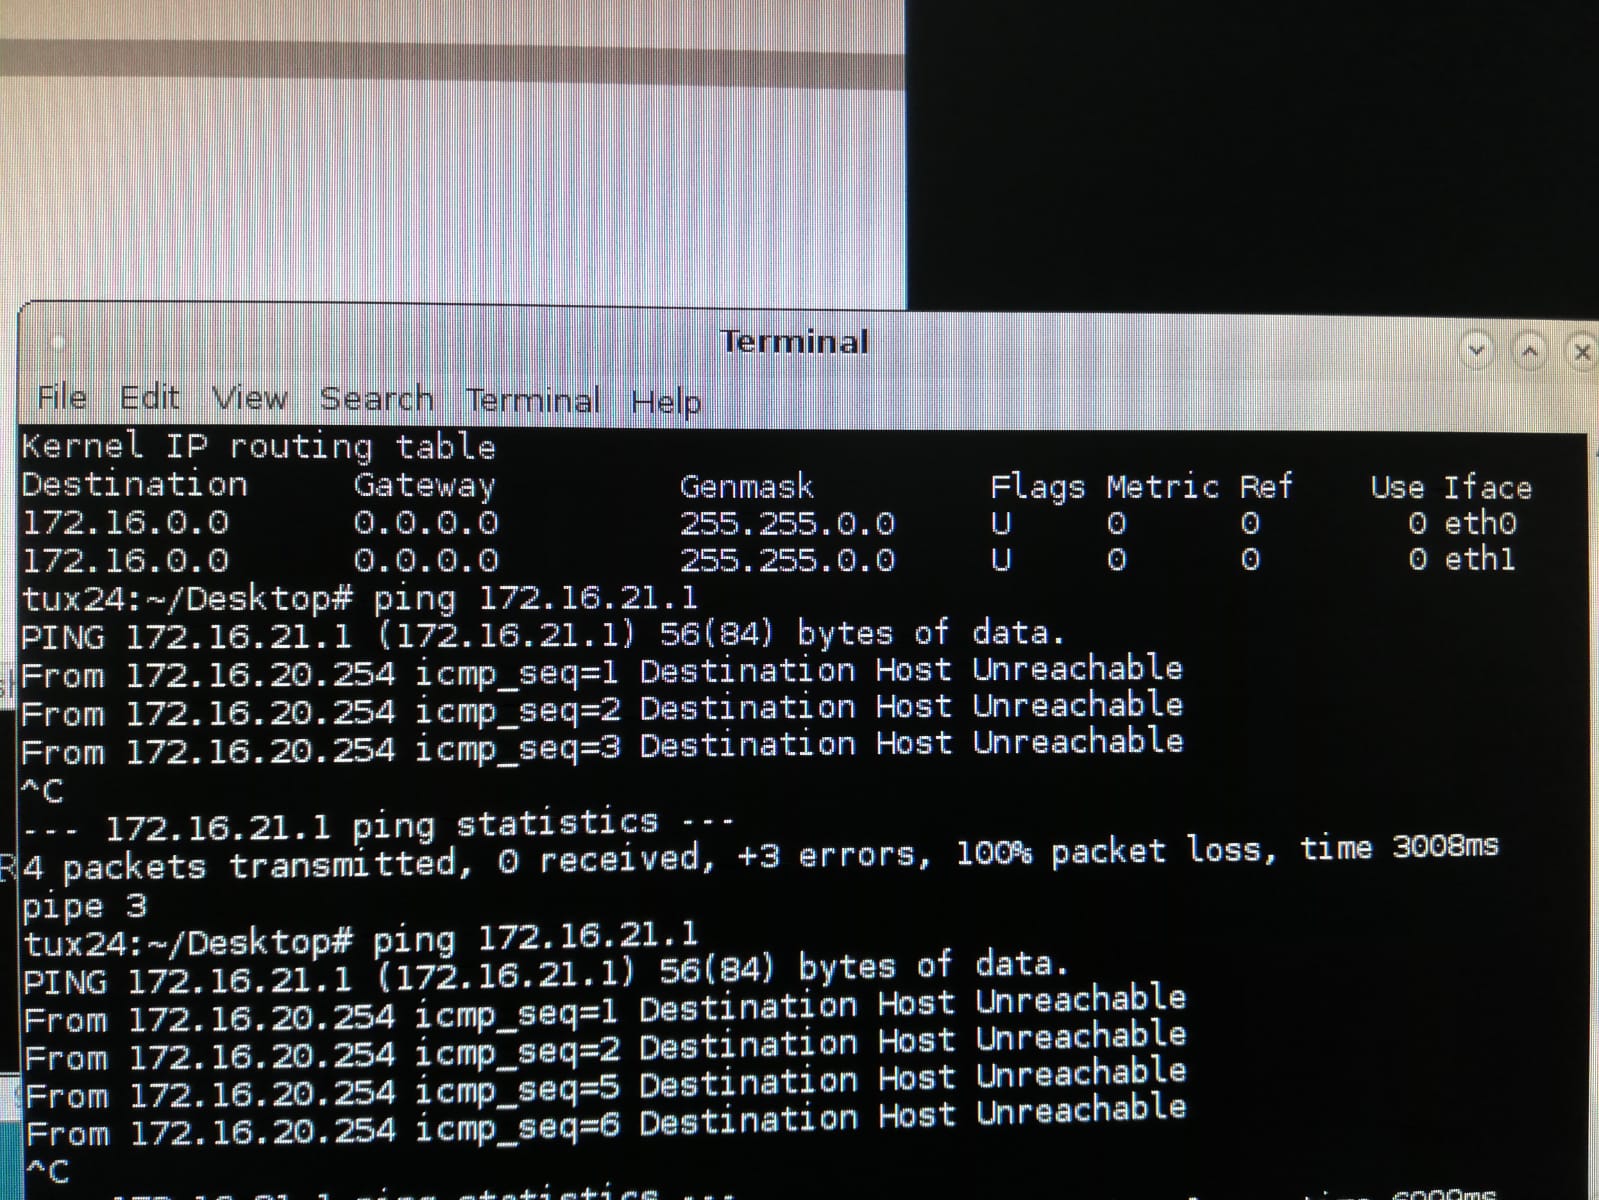 Terminal
File Edit View Search Terminal Help
Kernel IP routing table
Destination Gateway Genmask Flags Metric Ref Use Iface
172.16.0.0 0.0.0.0 255.255.0.0 U 0 0 0 eth0
172.16.0.0 0.0.0.0 255.255.0.0 U 0 0 0 eth1
tux24:~/Desktop# ping 172.16.21.1
PING 172.16.21.1 (172.16.21.1) 56(84) bytes of data.
From 172.16.20.254 icmp_seq=1 Destination Host Unreachable
From 172.16.20.254 icmp_seq=2 Destination Host Unreachable
From 172.16.20.254 icmp_seq=3 Destination Host Unreachable
^C
--- 172.16.21.1 ping statistics ---
4 packets transmitted, 0 received, +3 errors, 100% packet loss, time 3008ms
pipe 3
tux24:~/Desktop# ping 172.16.21.1
PING 172.16.21.1 (172.16.21.1) 56(84) bytes of data.
From 172.16.20.254 icmp_seq=1 Destination Host Unreachable
From 172.16.20.254 icmp_seq=2 Destination Host Unreachable
From 172.16.20.254 icmp_seq=5 Destination Host Unreachable
From 172.16.20.254 icmp_seq=6 Destination Host Unreachable
^C
172.16.21.1 ping statistics ---